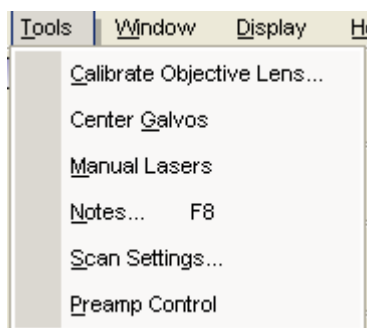 Tools Window Display
Calibrate Objective Lens...
Center Galvos
Manual Lasers
Notes... F8
Scan Settings...
Preamp Control